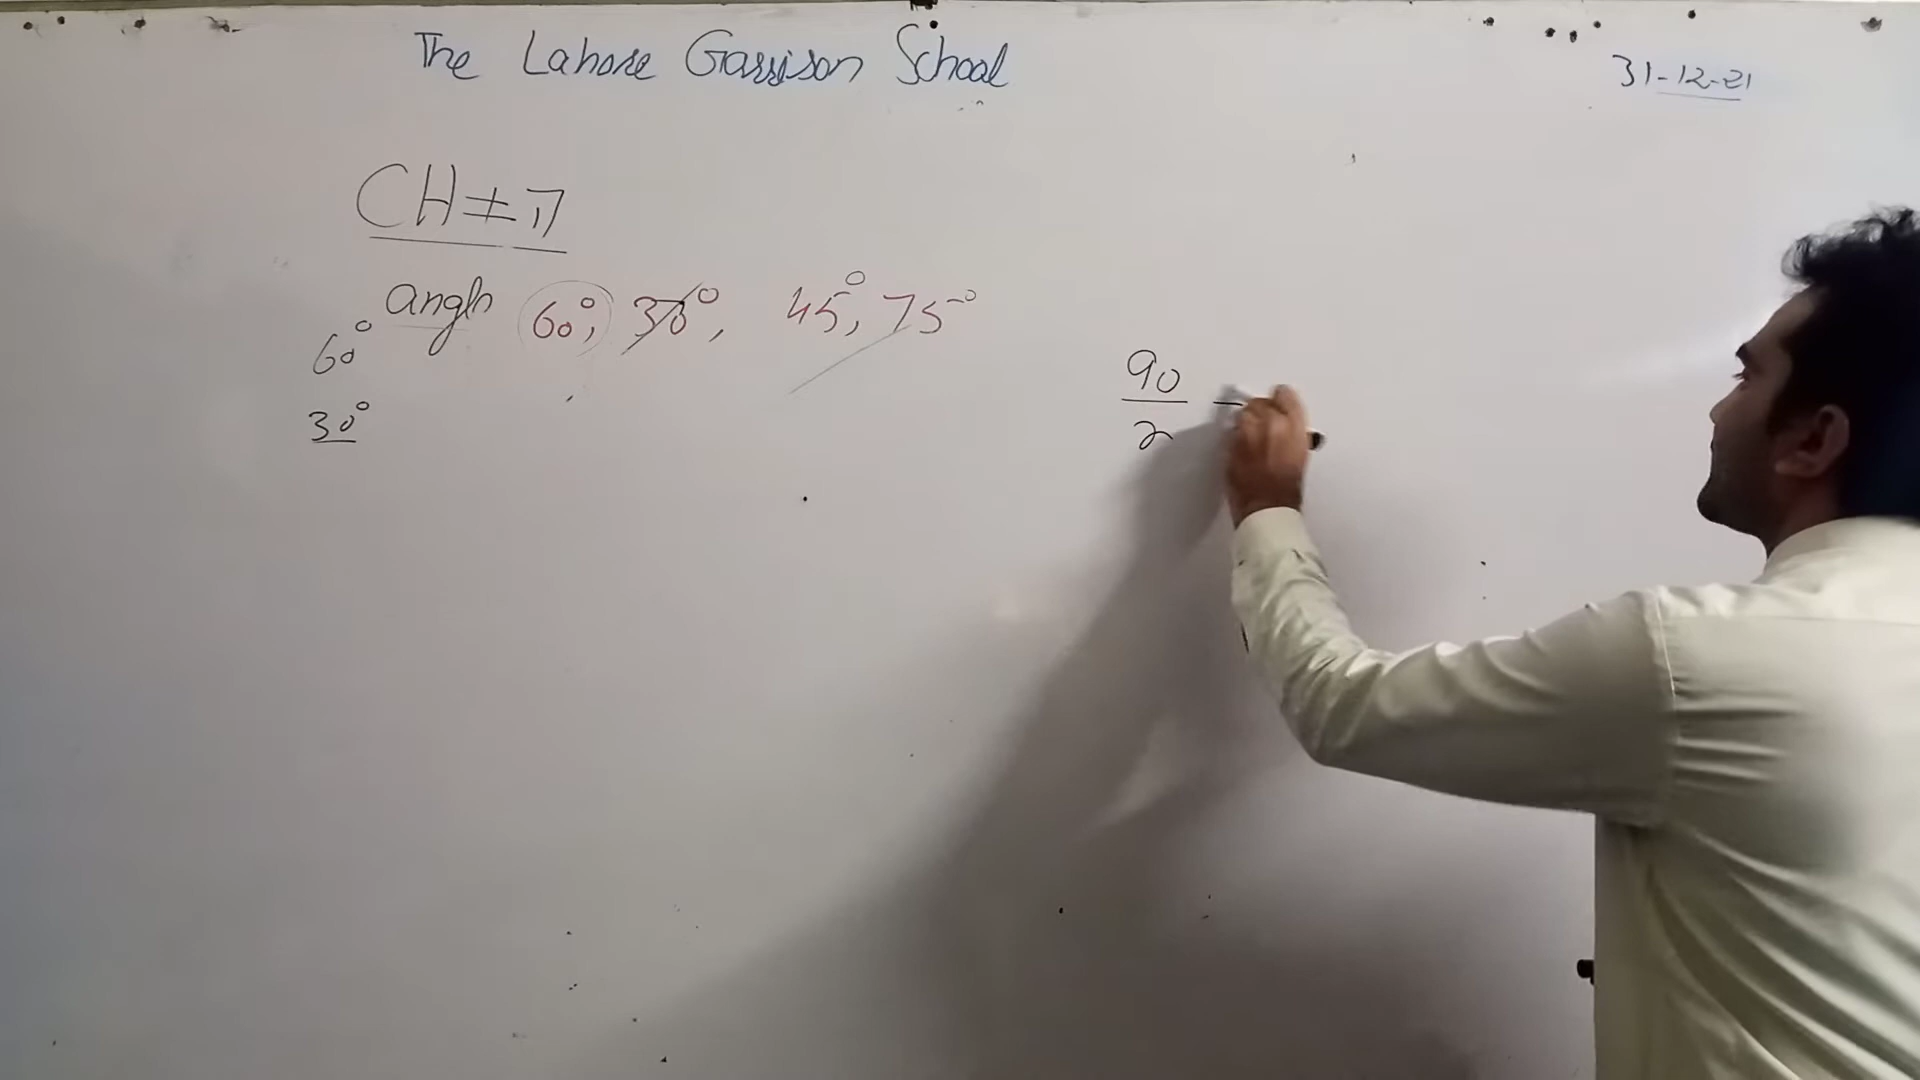 The Lahore Garrison School
31-12-21
CH # 17
angle 60°, 30°, 45°, 75°
60°
30°
90
2